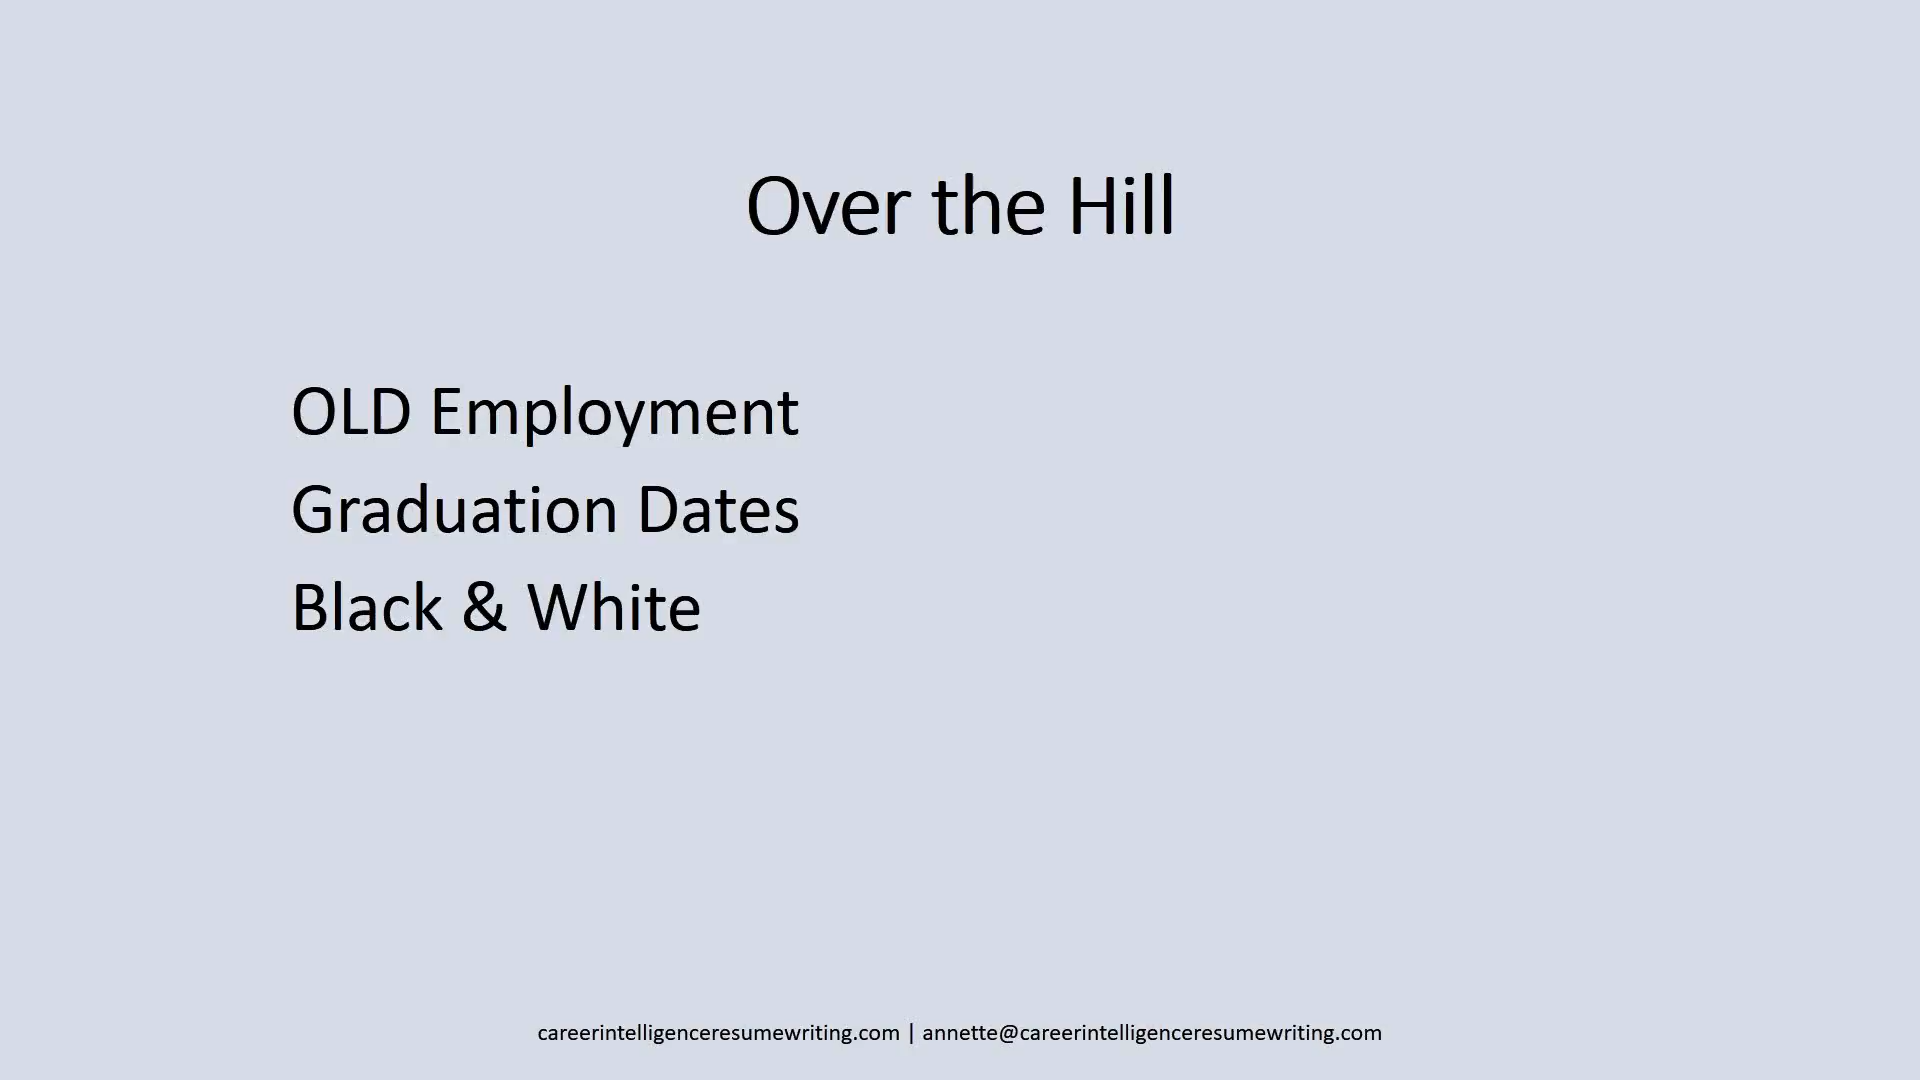 Over the Hill
OLD Employment
Graduation Dates
Black & White
careerintelligenceresumewriting.com | annette@careerintelligenceresumewriting.com